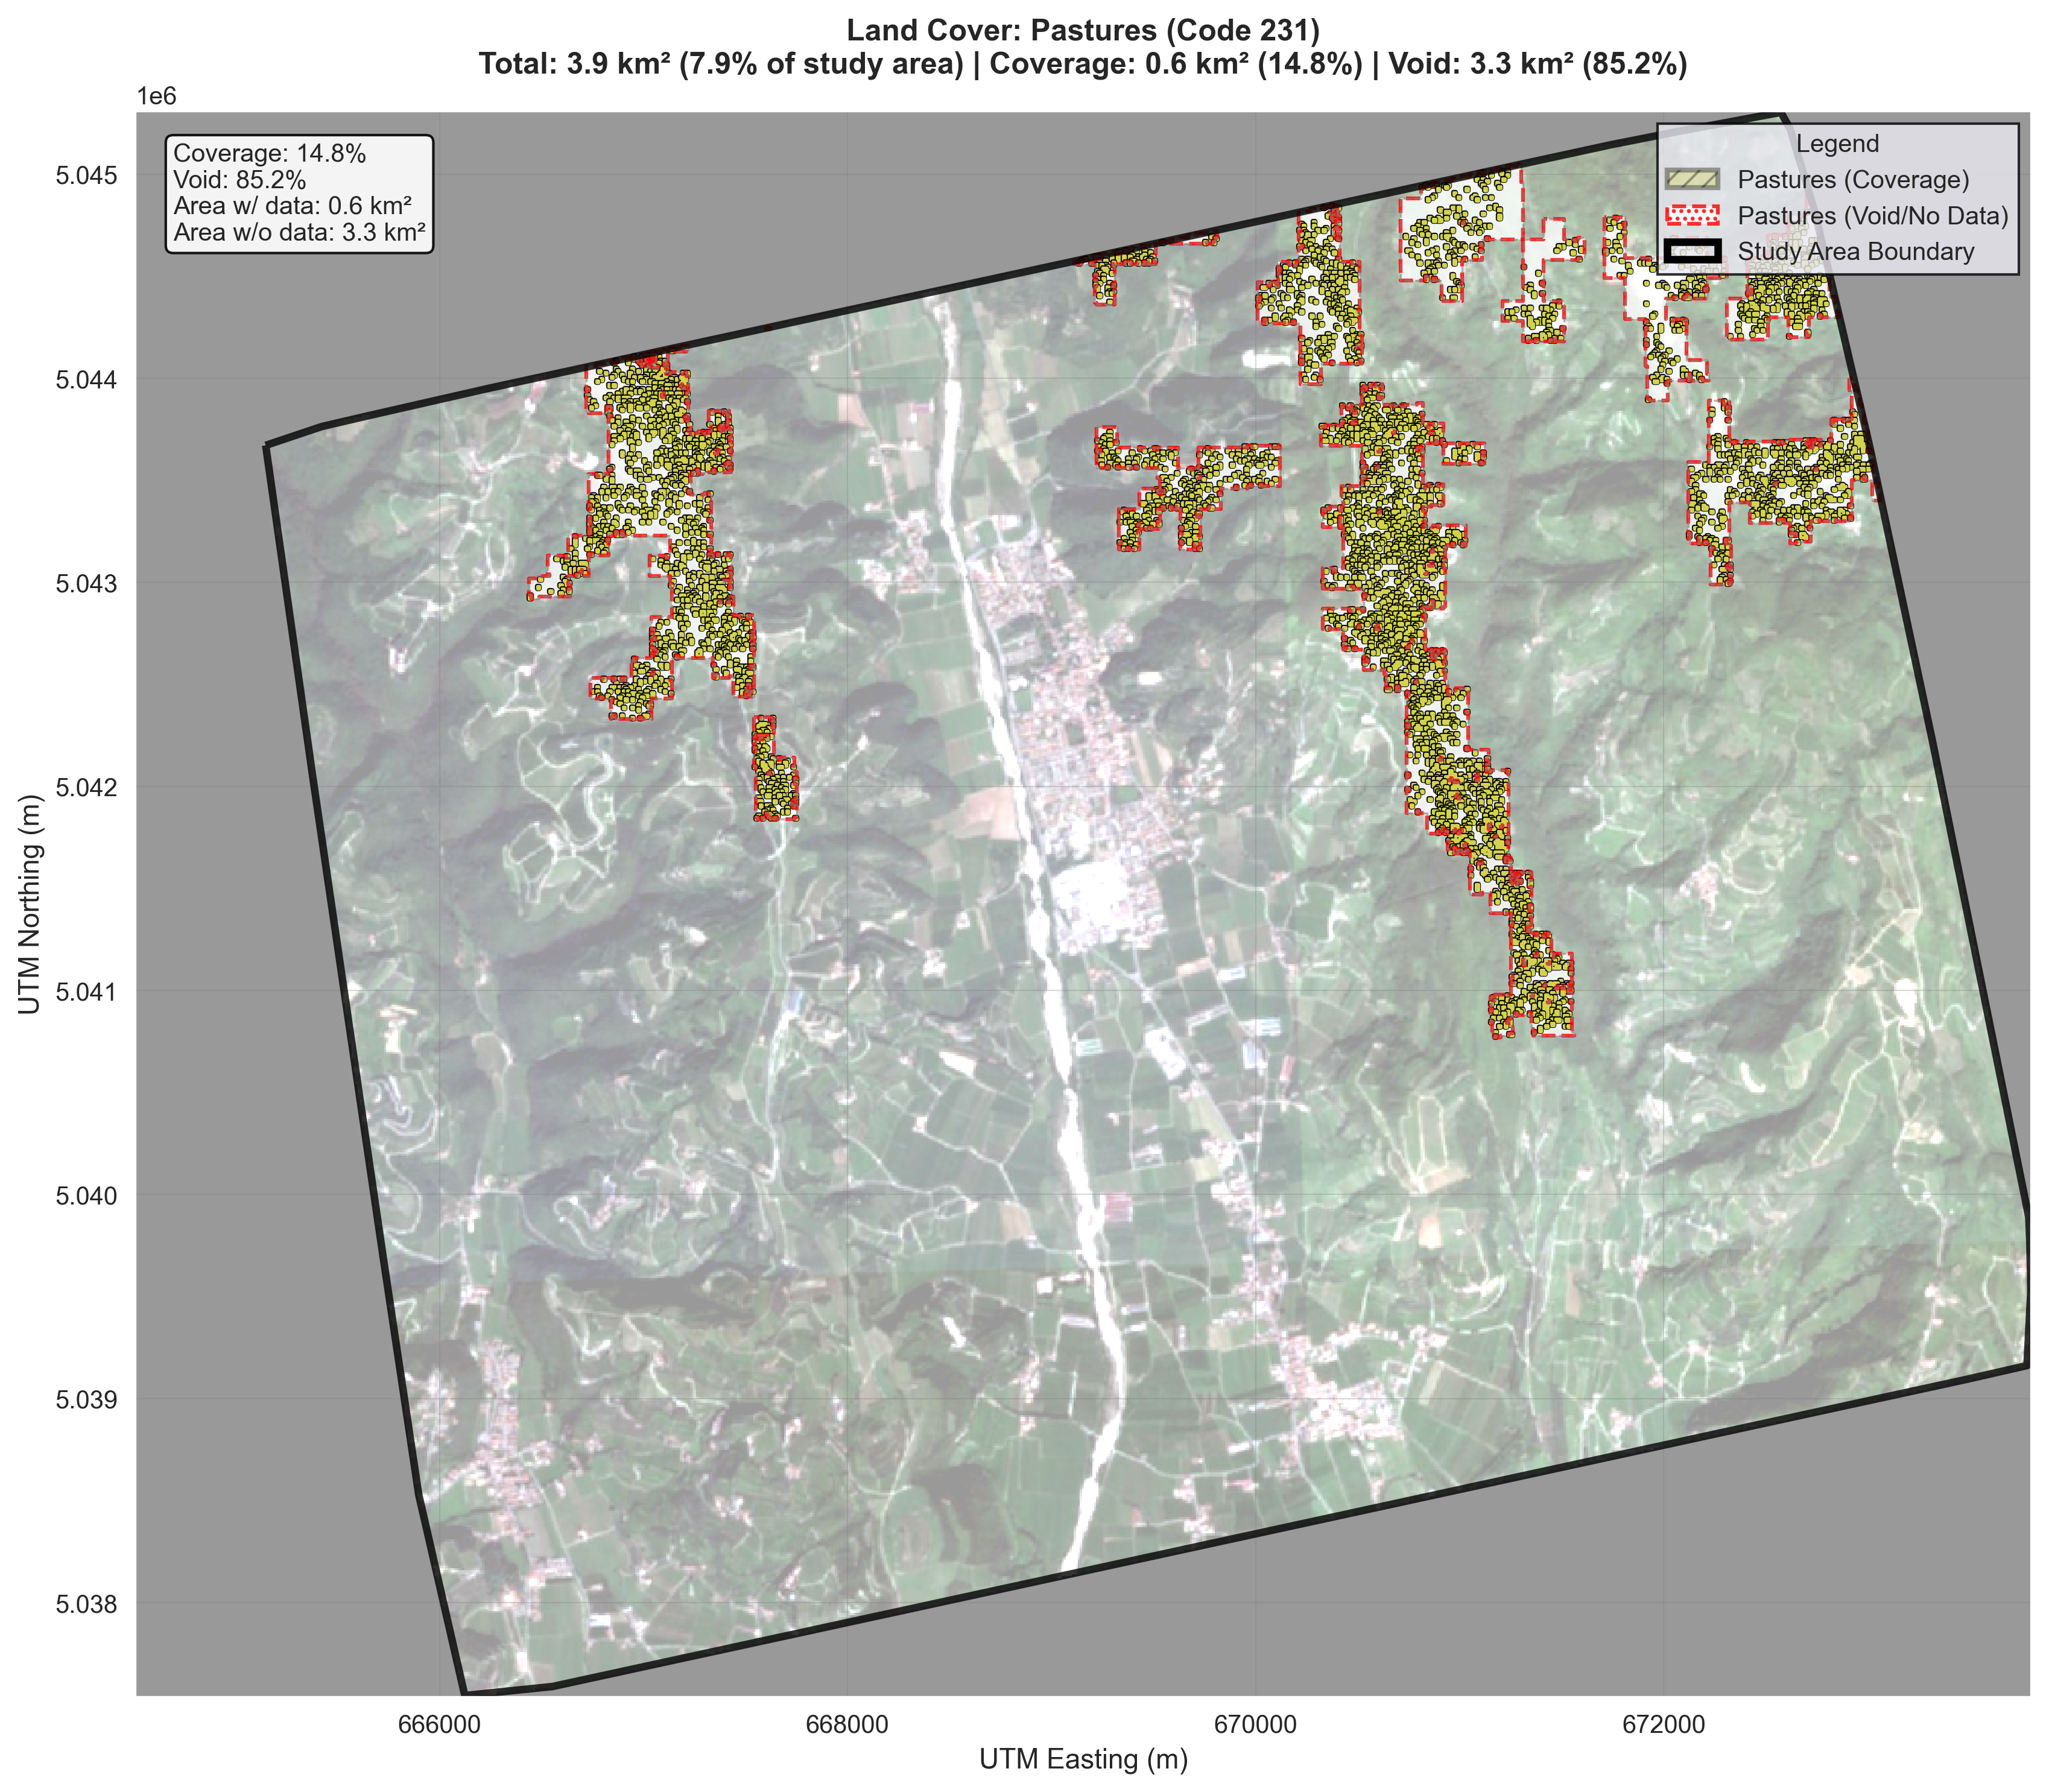 Land Cover: Pastures (Code 231)
Total: 3.9 km² (7.9% of study area) | Coverage: 0.6 km² (14.8%) | Void: 3.3 km² (85.2%)
1e6
Coverage: 14.8%
Void: 85.2%
Area w/ data: 0.6 km²
Area w/o data: 3.3 km²
Legend
Pastures (Coverage)
Pastures (Void/No Data)
Study Area Boundary
5.045
5.044
5.043
5.042
5.041
5.040
5.039
5.038
UTM Northing (m)
666000
668000
670000
672000
UTM Easting (m)